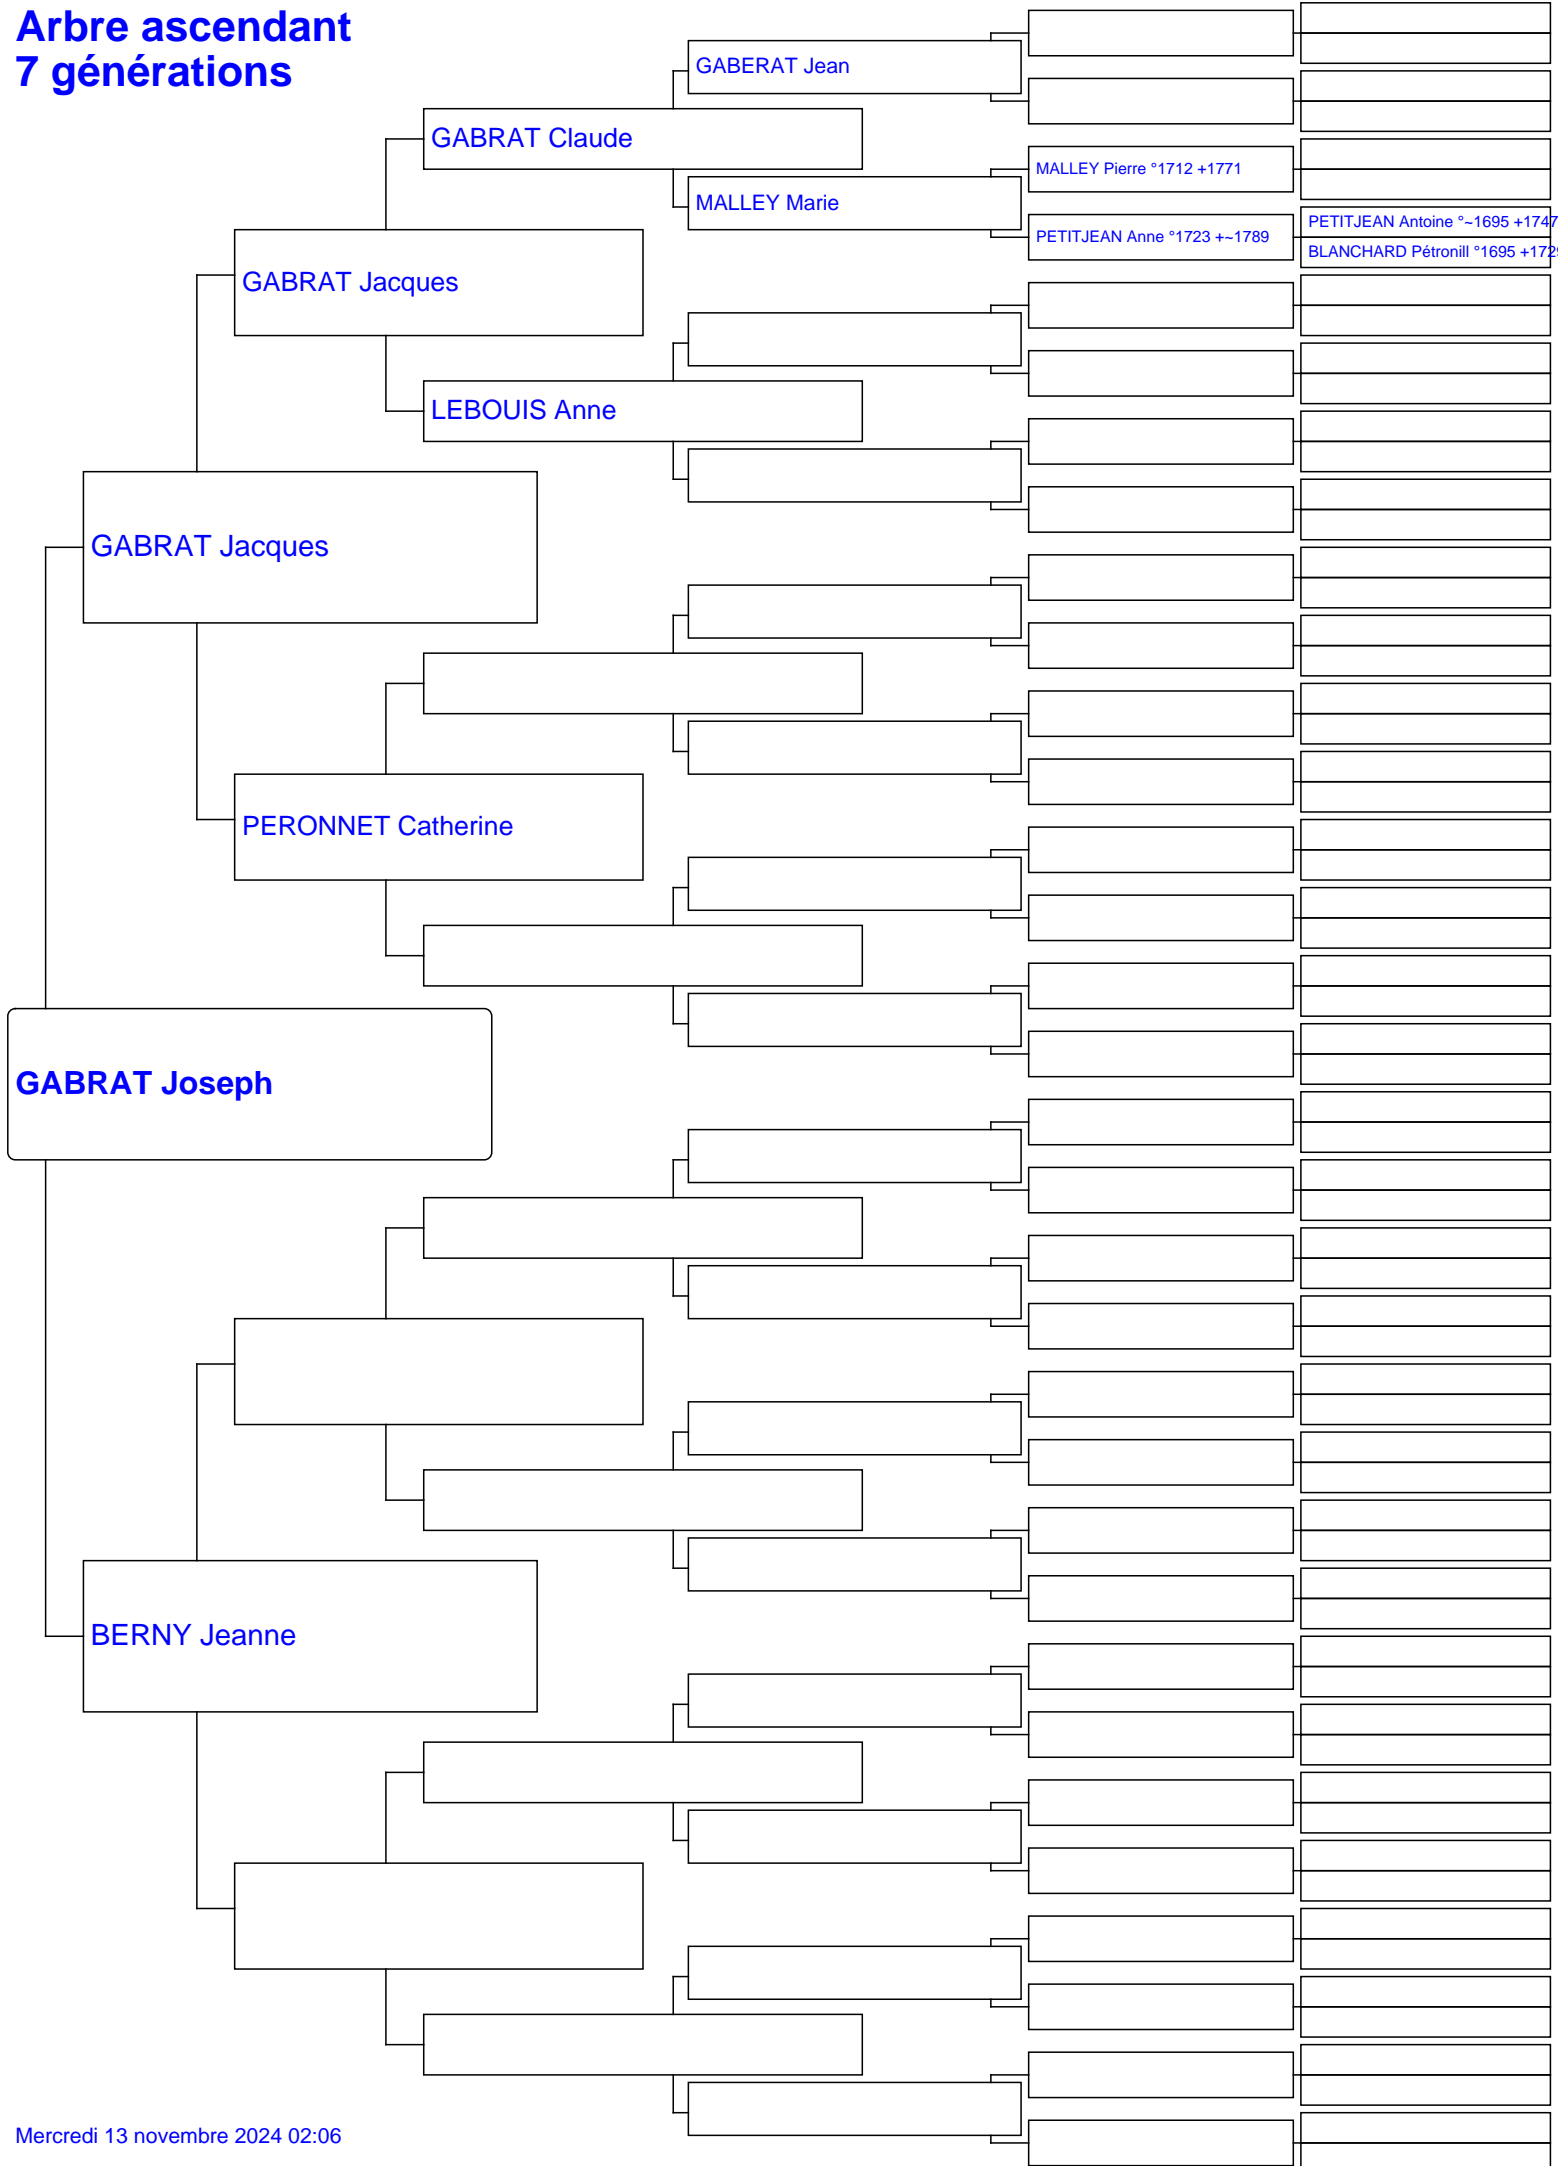 Arbre ascendant
7 générations
GABERAT Jean
GABRAT Claude
MALLEY Pierre °1712 +1771
MALLEY Marie
PETITJEAN Antoine °~1695 +1747
PETITJEAN Anne °1723 +~1789
BLANCHARD Pétronill °1695 +1729
GABRAT Jacques
LEBOUIS Anne
GABRAT Jacques
PERONNET Catherine
GABRAT Joseph
BERNY Jeanne
Mercredi 13 novembre 2024 02:06